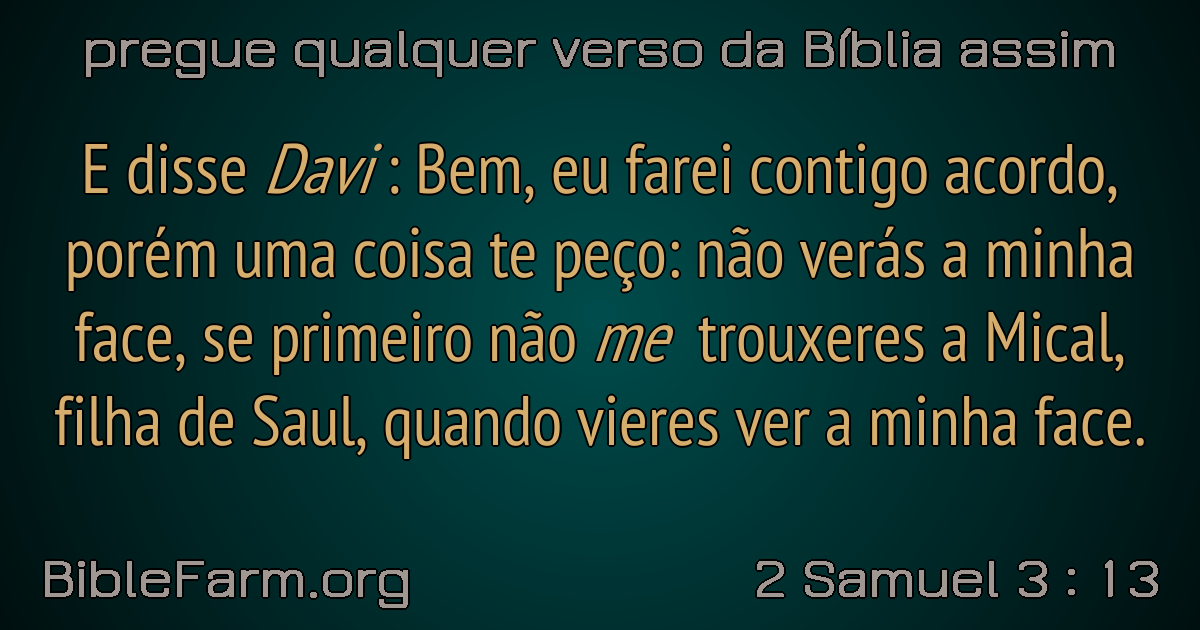 pregue qualquer verso da Bíblia assim
E disse Davi : Bem, eu farei contigo acordo,
porém uma coisa te peço: não verás a minha
face, se primeiro não me trouxeres a Mical,
filha de Saul, quando vieres ver a minha face.
BibleFarm.org
2 Samuel 3 : 13